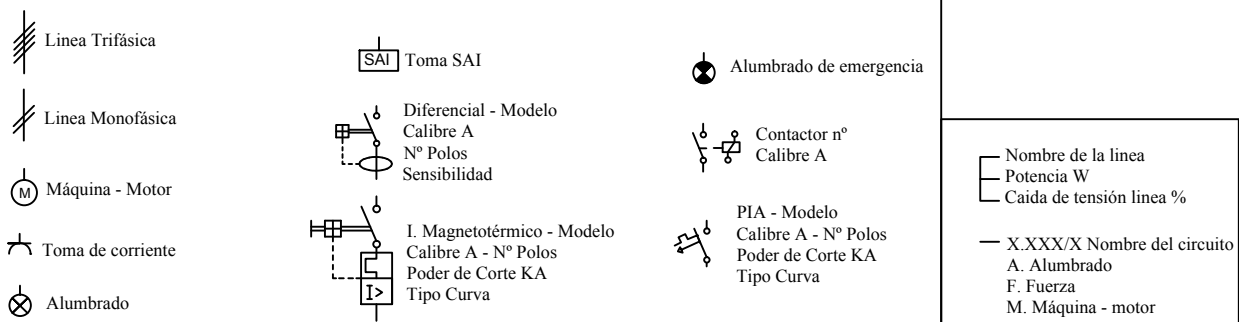 Linea Trifásica
Linea Monofásica
M
Máquina - Motor
Toma de corriente
Alumbrado
SAI
Toma SAI
Diferencial - Modelo
Calibre A
Nº Polos
Sensibilidad
I. Magnetotérmico - Modelo
Calibre A - Nº Polos
Poder de Corte KA
Tipo Curva
I>
Alumbrado de emergencia
Contactor nº
Calibre A
PIA - Modelo
Calibre A - Nº Polos
Poder de Corte KA
Tipo Curva
Nombre de la linea
Potencia W
Caida de tensión linea %
X.XXX/X Nombre del circuito
A. Alumbrado
F. Fuerza
M. Máquina - motor